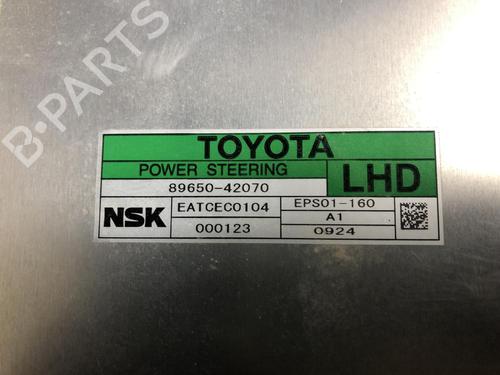 B-PARTS
TOYOTA
POWER STEERING
89650-42070
LHD
NSK
EATCEC0104
EPS01-160
A1
000123
0924